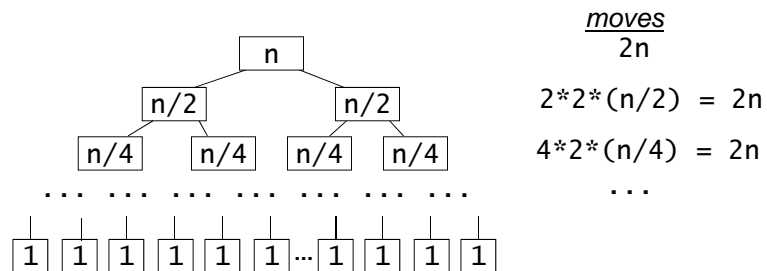 moves
n 2n
n/2 n/2 2*2*(n/2) = 2n
n/4 n/4 n/4 n/4 4*2*(n/4) = 2n
... ... ... ... ... ... ... ... ...
1 1 1 1 1 1 ... 1 1 1 1